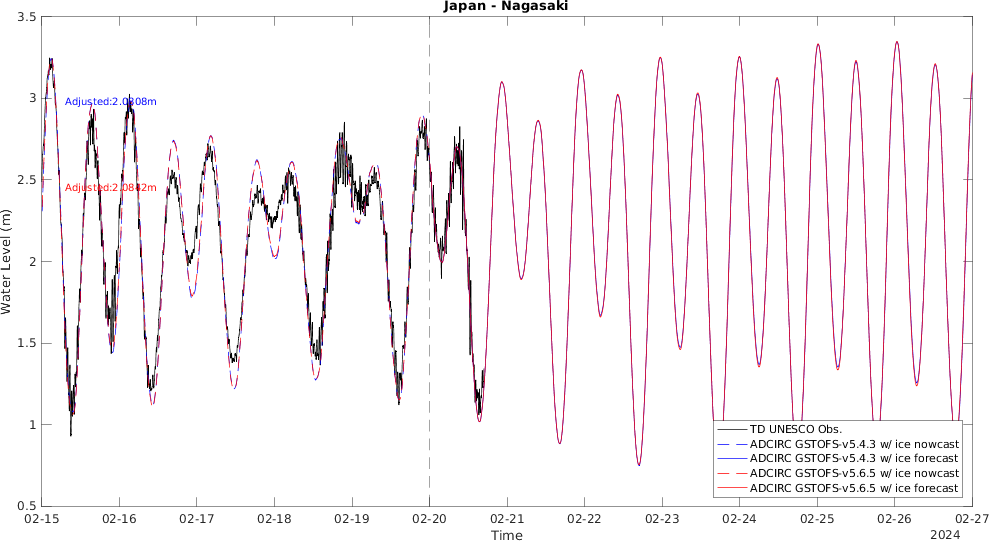 Japan - Nagasaki
3.5
3
2.5
2
1.5
1
0.5
Water Level (m)
Adjusted:2.0808m
Adjusted:2.0842m
TD UNESCO Obs.
ADCIRC GSTOFS-v5.4.3 w/ ice nowcast
ADCIRC GSTOFS-v5.4.3 w/ ice forecast
ADCIRC GSTOFS-v5.6.5 w/ ice nowcast
ADCIRC GSTOFS-v5.6.5 w/ ice forecast
02-15 02-16 02-17 02-18 02-19 02-20 02-21 02-22 02-23 02-24 02-25 02-26 02-27
Time
2024